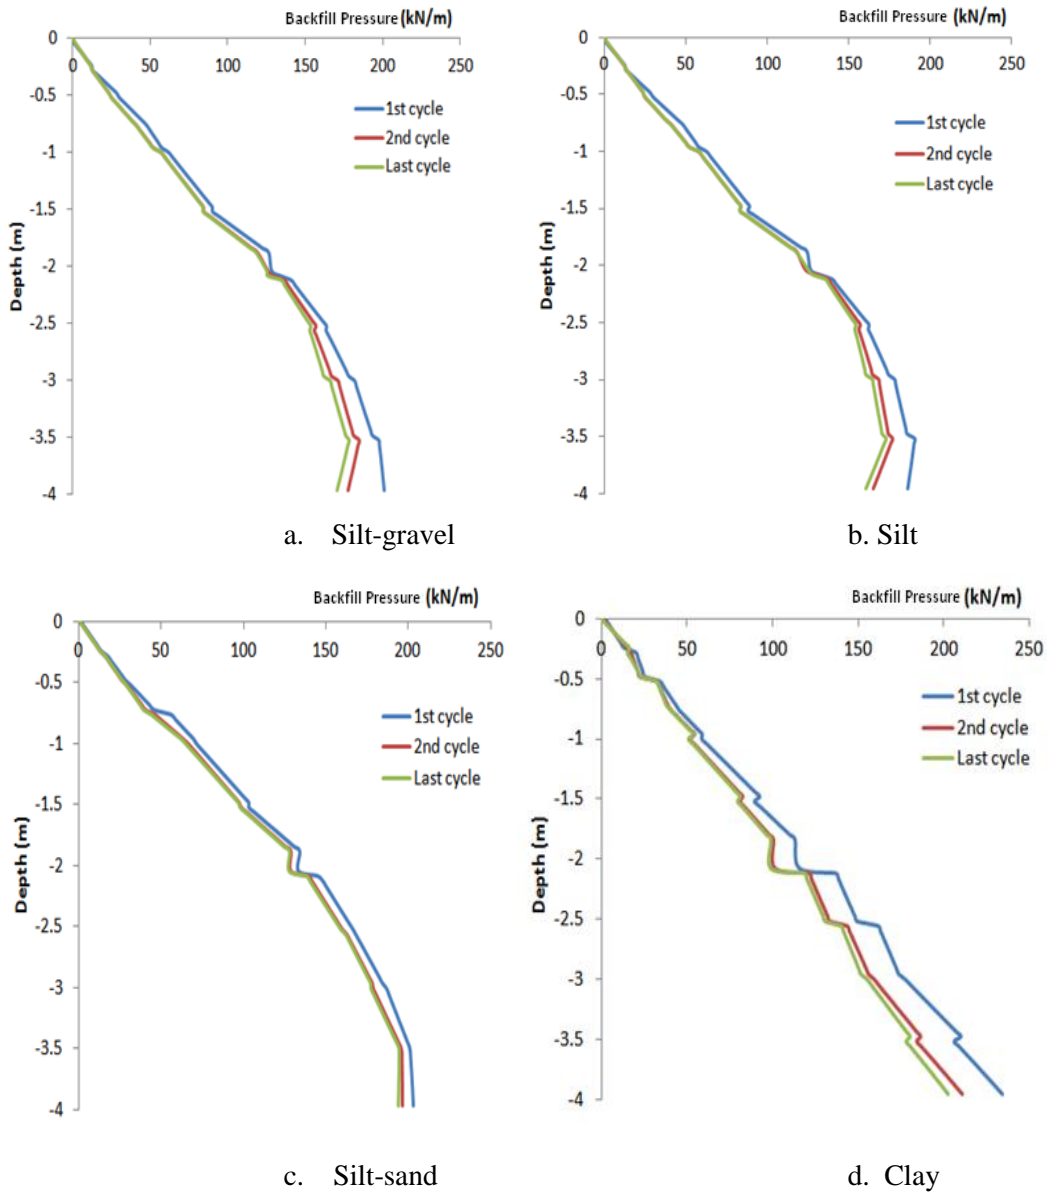 Backfill Pressure (kN/m)
0 50 100 150 200 250
0
-0.5
-1
-1.5
-2
-2.5
-3
-3.5
-4
Depth (m)
1st cycle
2nd cycle
Last cycle
a. Silt-gravel
Backfill Pressure (kN/m)
0 50 100 150 200 250
0
-0.5
-1
-1.5
-2
-2.5
-3
-3.5
-4
Depth (m)
1st cycle
2nd cycle
Last cycle
b. Silt
Backfill Pressure (kN/m)
0 50 100 150 200 250
0
-0.5
-1
-1.5
-2
-2.5
-3
-3.5
-4
Depth (m)
1st cycle
2nd cycle
Last cycle
c. Silt-sand
Backfill Pressure (kN/m)
0 50 100 150 200 250
0
-0.5
-1
-1.5
-2
-2.5
-3
-3.5
-4
Depth (m)
1st cycle
2nd cycle
Last cycle
d. Clay